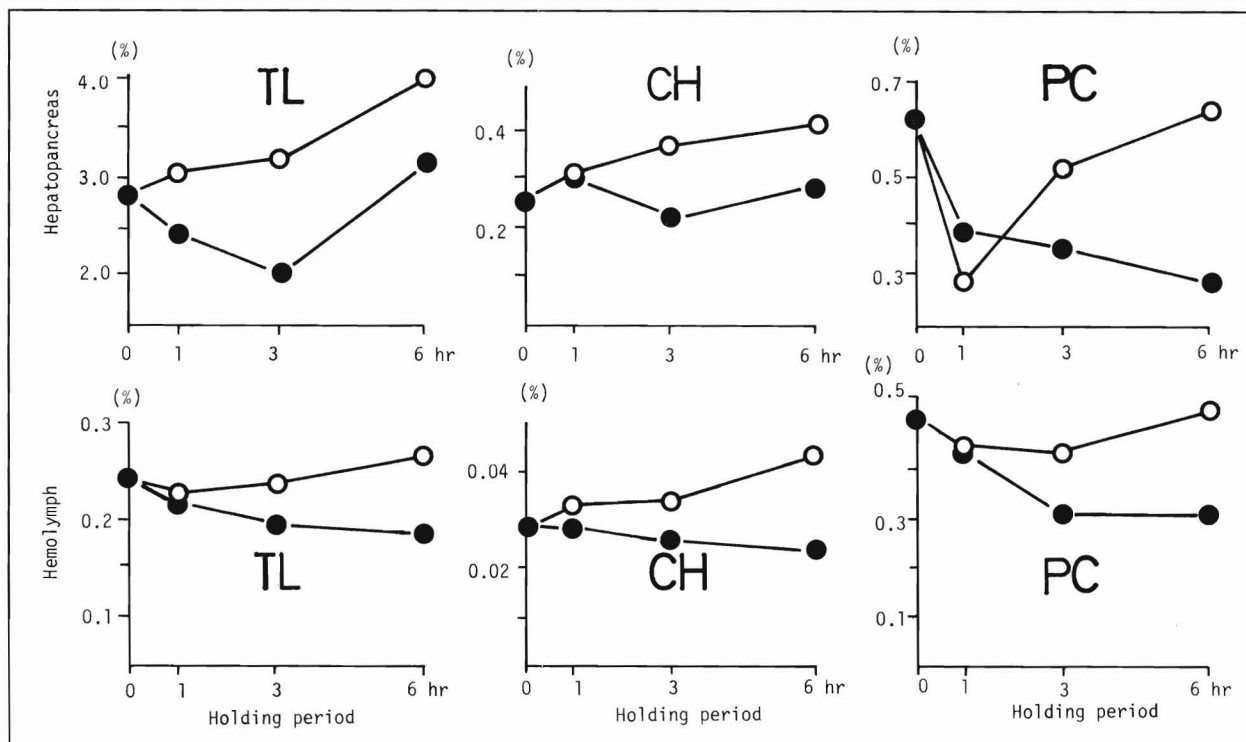 (%)
TL
4.0
3.0
2.0
Hepatopancreas
0 1 3 6 hr
(%)
CH
0.4
0.2
0 1 3 6 hr
(%)
PC
0.7
0.5
0.3
0 1 3 6 hr
(%)
0.3
0.2
0.1
Hemolymph
TL
0 1 3 6 hr
Holding period
(%)
0.04
0.02
CH
0 1 3 6 hr
(%)
0.5
0.3
0.1
PC
0 1 3 6 hr
Holding period